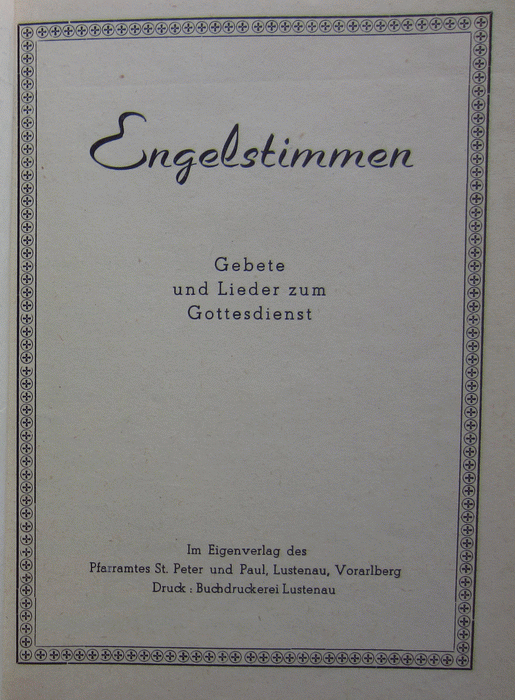 Engelstimmen
Gebete
und Lieder zum
Gottesdienst
Im Eigenverlag des
Pfarramtes St. Peter und Paul, Lustenau, Vorarlberg
Druck : Buchdruckerei Lustenau